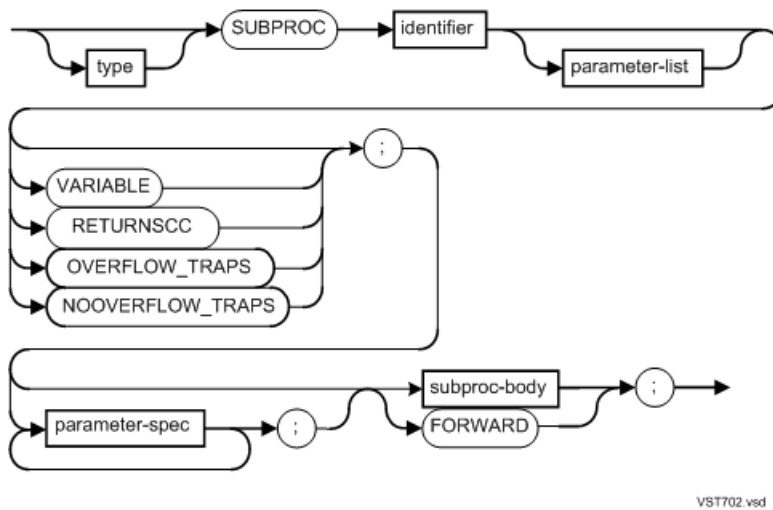 SUBPROC identifier
type parameter-list
;
VARIABLE
RETURNSCC
OVERFLOW_TRAPS
NOOVERFLOW_TRAPS
subproc-body ;
parameter-spec ; FORWARD
VST702.vsd